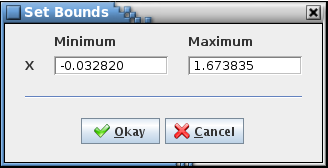 Set Bounds
Minimum Maximum
X -0.032820 1.673835
Okay Cancel